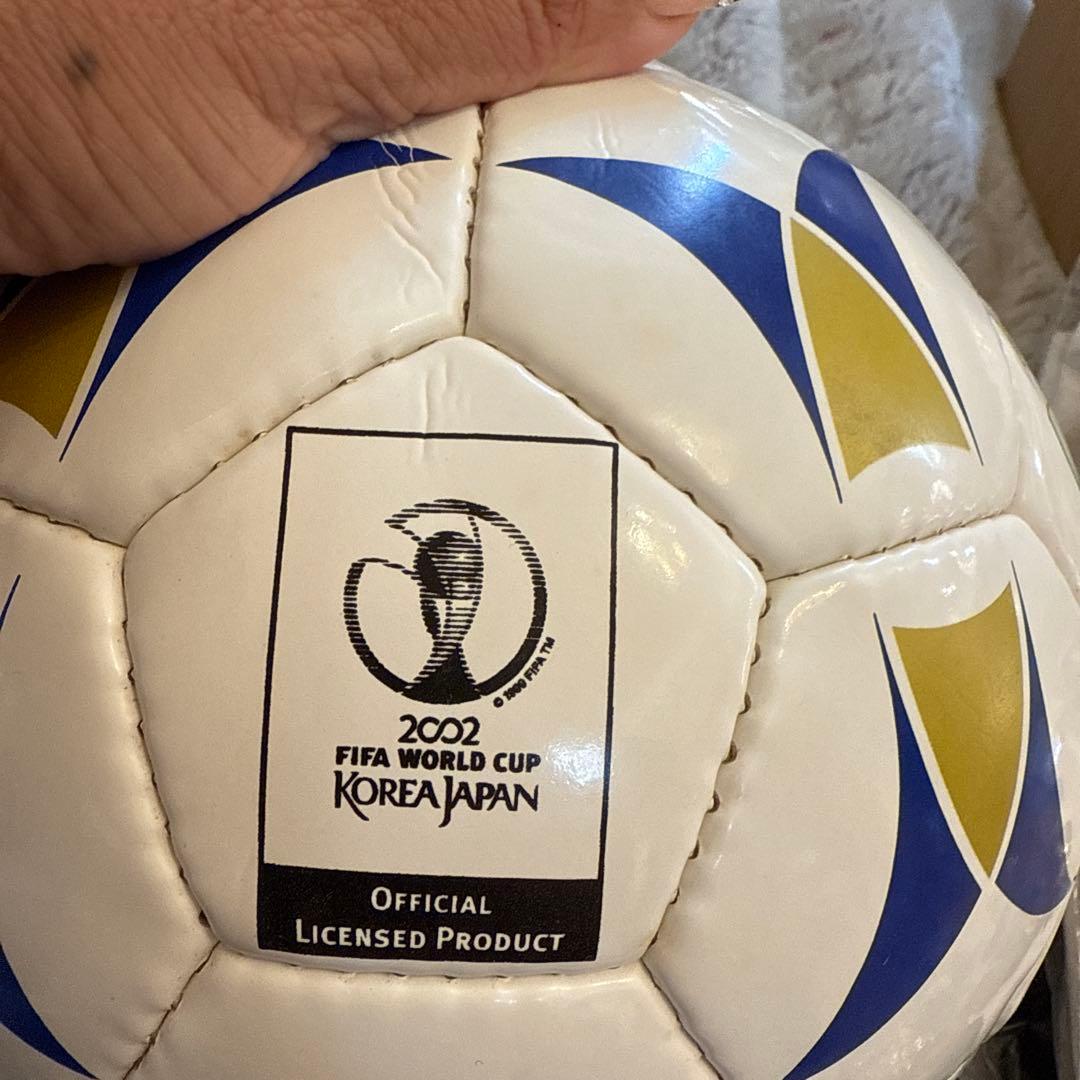 © 1999 FIFA TM
2002
FIFA WORLD CUP
KOREA JAPAN
OFFICIAL
LICENSED PRODUCT